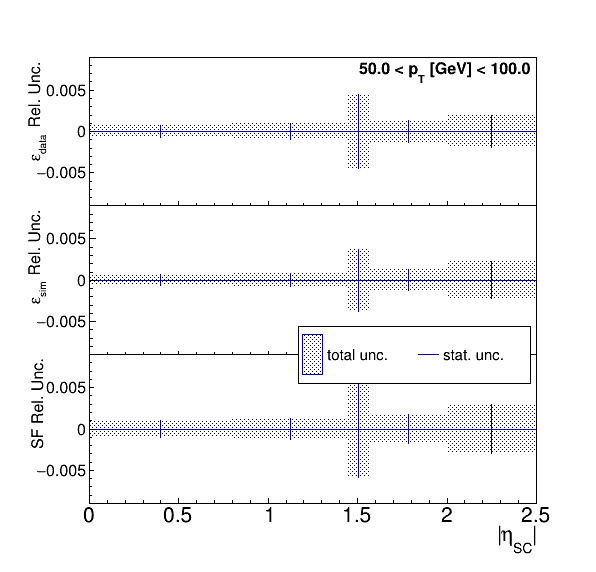 50.0 < p_T [GeV] < 100.0
ε_data Rel. Unc.
0.005
0
−0.005
ε_sim Rel. Unc.
0.005
0
−0.005
total unc.
stat. unc.
SF Rel. Unc.
0.005
0
−0.005
0 0.5 1 1.5 2 2.5
|η_SC|